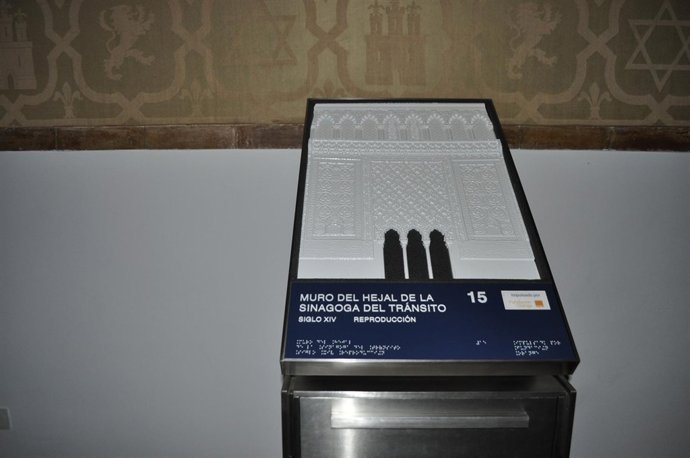 MURO DEL HEJAL DE LA
SINAGOGA DEL TRÁNSITO
SIGLO XIV REPRODUCCIÓN
15